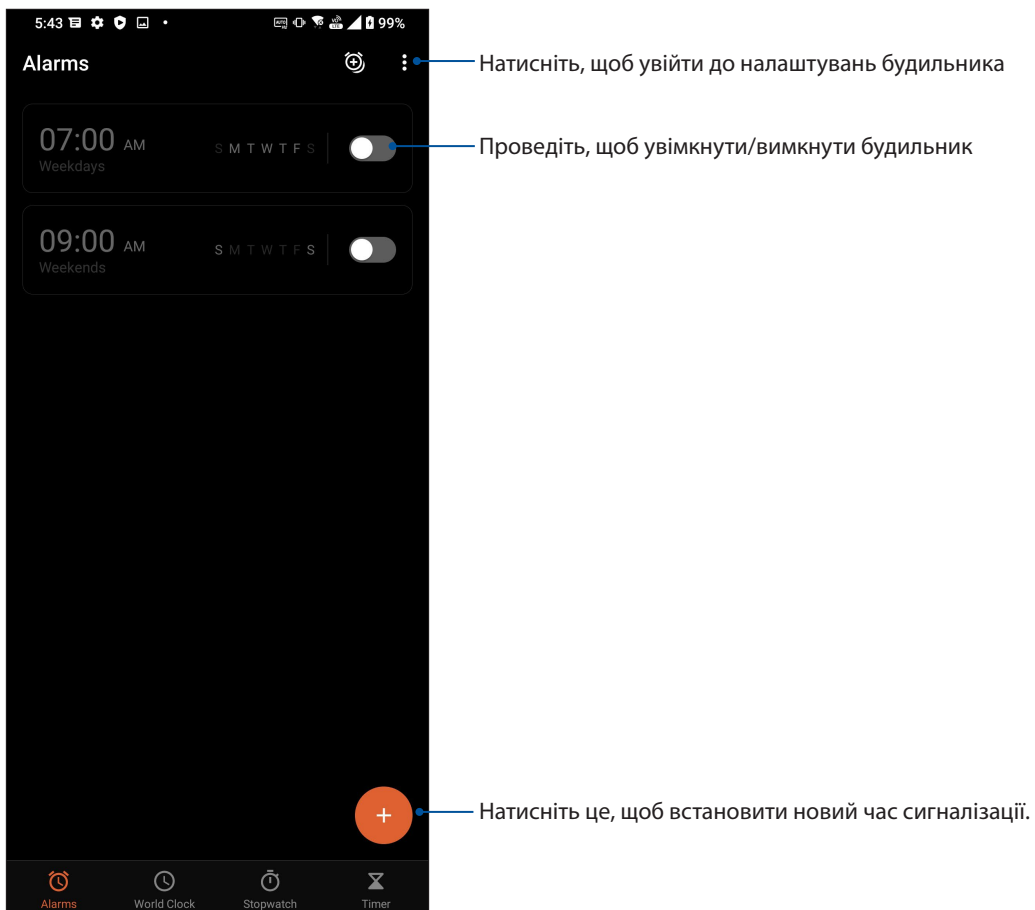 5:43 99%
Alarms
Натисніть, щоб увійти до налаштувань будильника
07:00 AM S M T W T F S
Weekdays
Проведіть, щоб увімкнути/вимкнути будильник
09:00 AM S M T W T F S
Weekends
+
Натисніть це, щоб встановити новий час сигналізації.
Alarms World Clock Stopwatch Timer